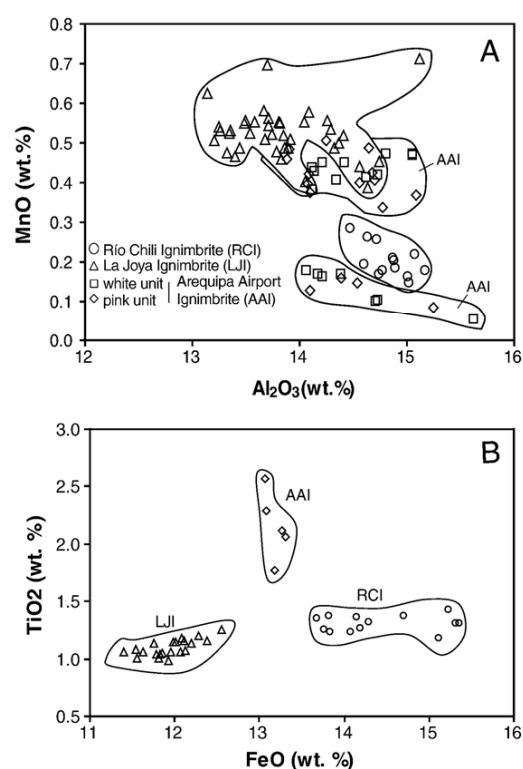 A
0.8
0.7
0.6
0.5
0.4
0.3
0.2
0.1
0.0
MnO (wt.%)
AAI
Río Chili Ignimbrite (RCI)
La Joya Ignimbrite (LJI)
white unit
pink unit
Arequipa Airport
Ignimbrite (AAI)
AAI
12 13 14 15 16
Al₂O₃(wt.%)
B
3.0
2.5
2.0
1.5
1.0
0.5
TiO2 (wt. %)
AAI
LJI
RCI
11 12 13 14 15 16
FeO (wt. %)